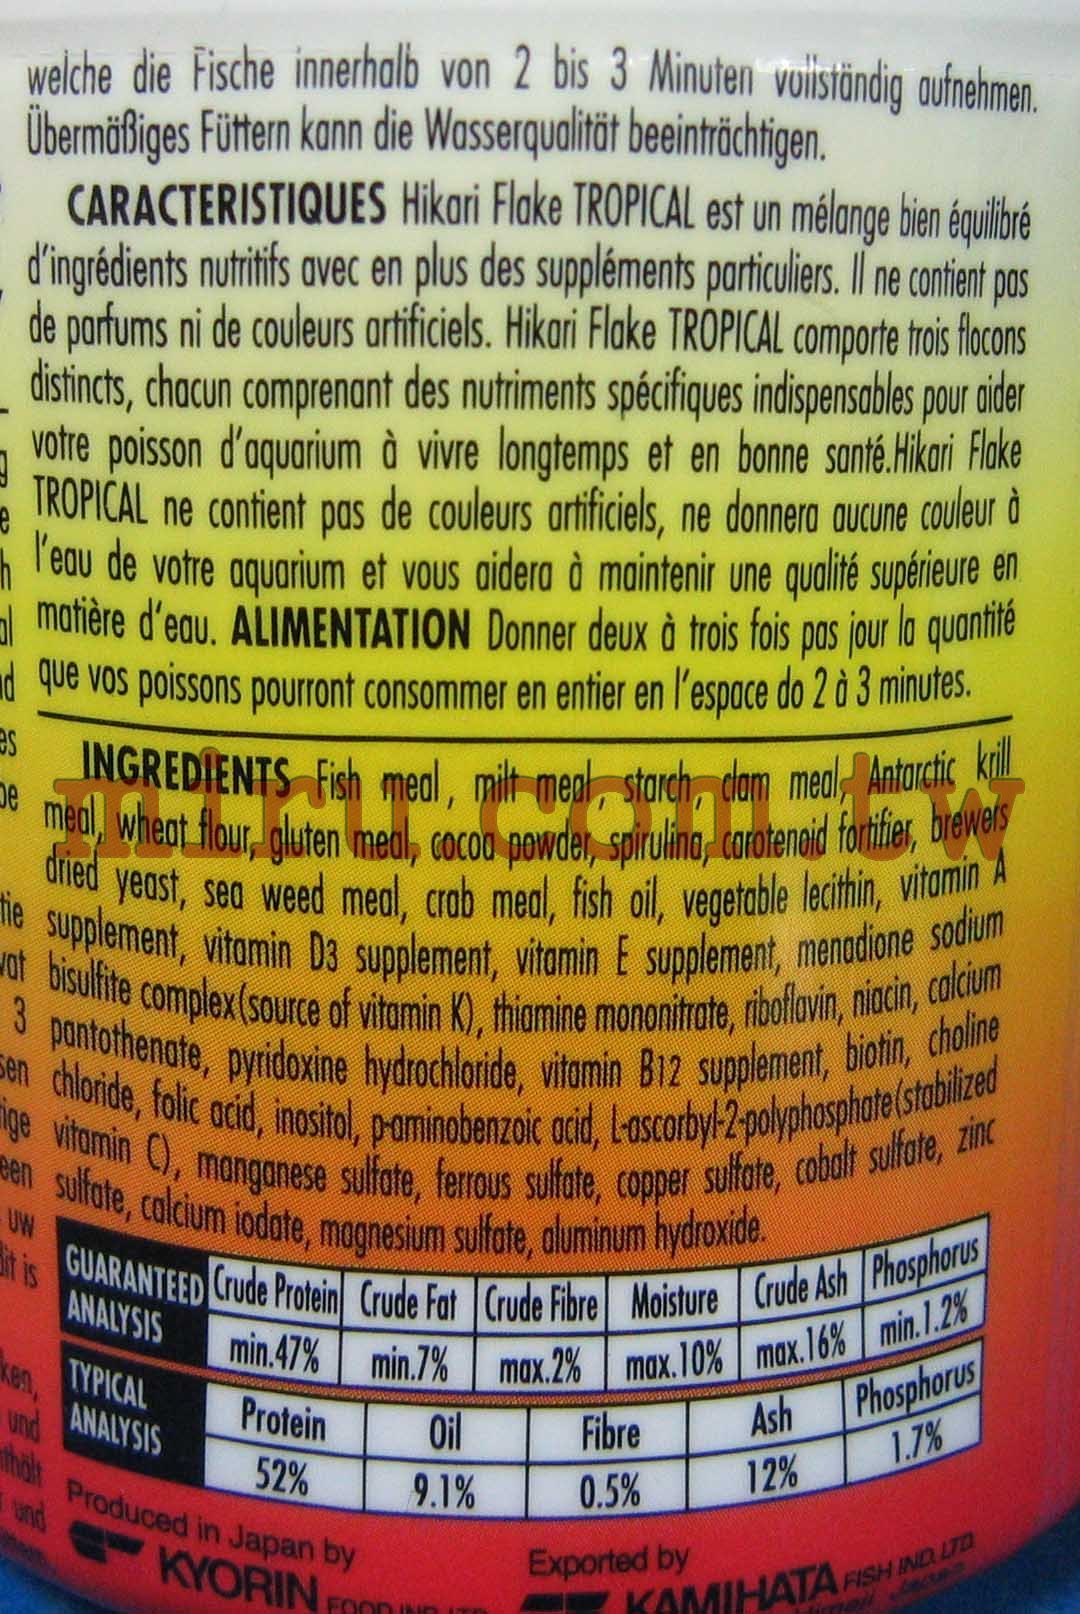 welche die Fische innerhalb von 2 bis 3 Minuten vollständig aufnehmen.
Übermäßiges Füttern kann die Wasserqualität beeinträchtigen.
CARACTERISTIQUES Hikari Flake TROPICAL est un mélange bien équilibré
d'ingrédients nutritifs avec en plus des suppléments particuliers. Il ne contient pas
de parfums ni de couleurs artificiels. Hikari Flake TROPICAL comporte trois flocons
distincts, chacun comprenant des nutriments spécifiques indispensables pour aider
votre poisson d'aquarium à vivre longtemps et en bonne santé.Hikari Flake
TROPICAL ne contient pas de couleurs artificiels, ne donnera aucune couleur à
l'eau de votre aquarium et vous aidera à maintenir une qualité supérieure en
matière d'eau. ALIMENTATION Donner deux à trois fois pas jour la quantité
que vos poissons pourront consommer en entier en l'espace do 2 à 3 minutes.
INGREDIENTS Fish meal, milt meal, starch, clam meal, Antarctic krill
meal, wheat flour, gluten meal, cocoa powder, spirulina, carotenoid fortifier, brewers
dried yeast, sea weed meal, crab meal, fish oil, vegetable lecithin, vitamin A
supplement, vitamin D3 supplement, vitamin E supplement, menadione sodium
bisulfite complex(source of vitamin K), thiamine mononitrate, riboflavin, niacin, calcium
pantothenate, pyridoxine hydrochloride, vitamin B12 supplement, biotin, choline
chloride, folic acid, inositol, p-aminobenzoic acid, L-ascorbyl-2-polyphosphate(stabilized
vitamin C), manganese sulfate, ferrous sulfate, copper sulfate, cobalt sulfate, zinc
sulfate, calcium iodate, magnesium sulfate, aluminum hydroxide.
miru.com.tw
GUARANTEED ANALYSIS Crude Protein Crude Fat Crude Fibre Moisture Crude Ash Phosphorus
min.47% min.7% max.2% max.10% max.16% min.1.2%
TYPICAL ANALYSIS Protein Oil Fibre Ash Phosphorus
52% 9.1% 0.5% 12% 1.7%
Produced in Japan by
KYORIN FOOD IND. LTD.
Exported by
KAMIHATA FISH IND. LTD.